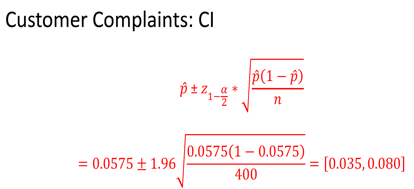 Customer Complaints: CI
p̂ ± z_{1-α/2} * √(p̂(1 − p̂)/n)
= 0.0575 ± 1.96 √(0.0575(1 − 0.0575)/400) = [0.035, 0.080]